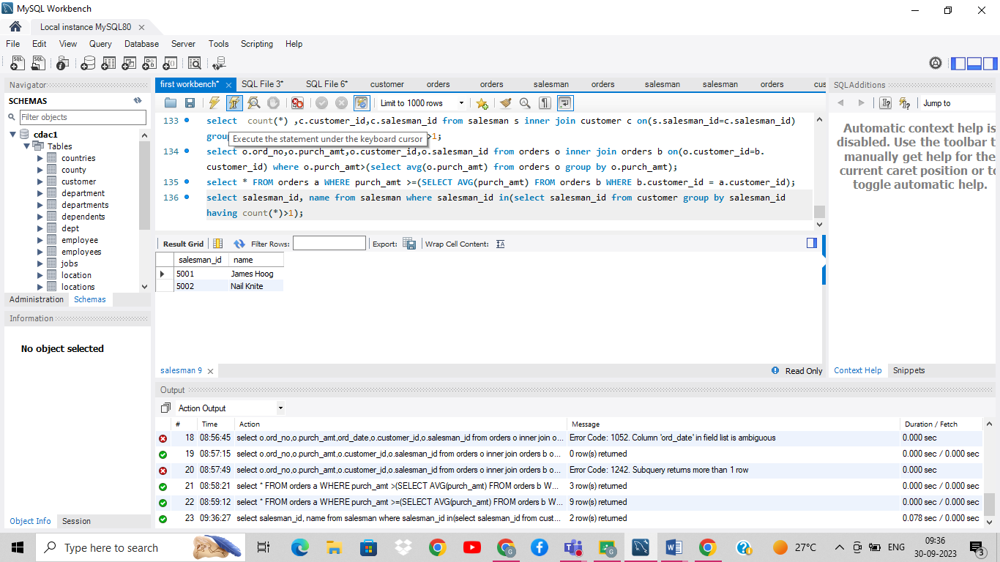 MySQL Workbench
Local instance MySQL80
File Edit View Query Database Server Tools Scripting Help
Navigator
SCHEMAS
Filter objects
cdac1
Tables
countries
county
customer
department
departments
dependents
dept
employee
employees
jobs
location
locations
Administration Schemas
Information
No object selected
Object Info Session
first workbench* SQL File 3* SQL File 6* customer orders orders salesman orders salesman salesman orders cus
Limit to 1000 rows
133 select count(*) ,c.customer_id,c.salesman_id from salesman s inner join customer c on(s.salesman_id=c.salesman_id)
grou >1;
Execute the statement under the keyboard cursor
134 select o.ord_no,o.purch_amt,o.customer_id,o.salesman_id from orders o inner join orders b on(o.customer_id=b.
customer_id) where o.purch_amt>(select avg(o.purch_amt) from orders o group by o.purch_amt);
135 select * FROM orders a WHERE purch_amt >=(SELECT AVG(purch_amt) FROM orders b WHERE b.customer_id = a.customer_id);
136 select salesman_id, name from salesman where salesman_id in(select salesman_id from customer group by salesman_id
having count(*)>1);
Result Grid Filter Rows: Export: Wrap Cell Content:
salesman_id name
5001 James Hoog
5002 Nail Knite
salesman 9
Read Only
SQLAdditions
Jump to
Automatic context help is
disabled. Use the toolbar t
manually get help for the
current caret position or to
toggle automatic help.
Context Help Snippets
Output
Action Output
# Time Action Message Duration / Fetch
18 08:56:45 select o.ord_no,o.purch_amt,ord_date,o.customer_id,o.salesman_id from orders o inner join o... Error Code: 1052. Column 'ord_date' in field list is ambiguous 0.000 sec
19 08:57:15 select o.ord_no,o.purch_amt,o.customer_id,o.salesman_id from orders o inner join orders b o... 0 row(s) returned 0.000 sec / 0.000 sec
20 08:57:49 select o.ord_no,o.purch_amt,o.customer_id,o.salesman_id from orders o inner join orders b o... Error Code: 1242. Subquery returns more than 1 row 0.000 sec
21 08:58:21 select * FROM orders a WHERE purch_amt >(SELECT AVG(purch_amt) FROM orders b W... 3 row(s) returned 0.000 sec / 0.000 sec
22 08:59:12 select * FROM orders a WHERE purch_amt >=(SELECT AVG(purch_amt) FROM orders b W... 9 row(s) returned 0.000 sec / 0.000 sec
23 09:36:27 select salesman_id, name from salesman where salesman_id in(select salesman_id from cust... 2 row(s) returned 0.078 sec / 0.000 sec
Type here to search
27°C
ENG
09:36
30-09-2023
3